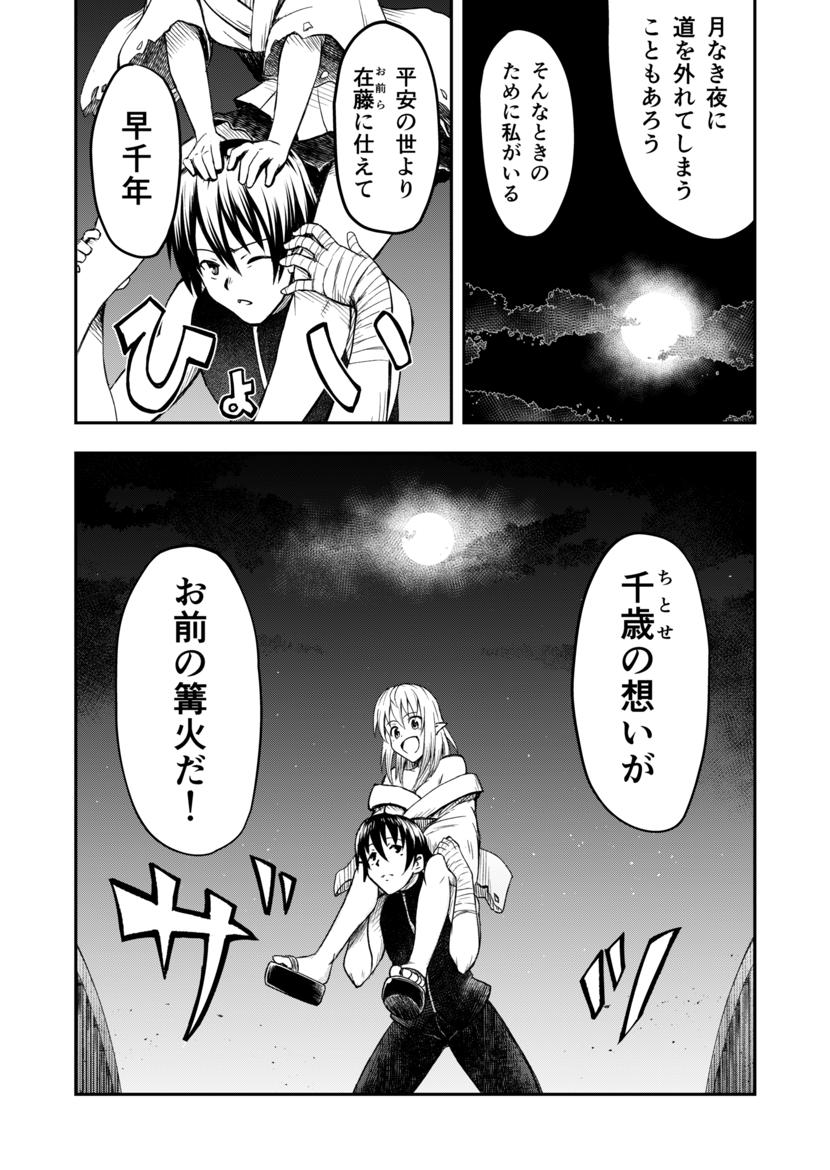 月なき夜に
道を外れてしまう
こともあろう
そんなときの
ために私がいる
平安の世より
在藤に仕えて
お前ら
早千年
ひょい
千歳の想いが
ちとせ
お前の篝火だ！
ザッ